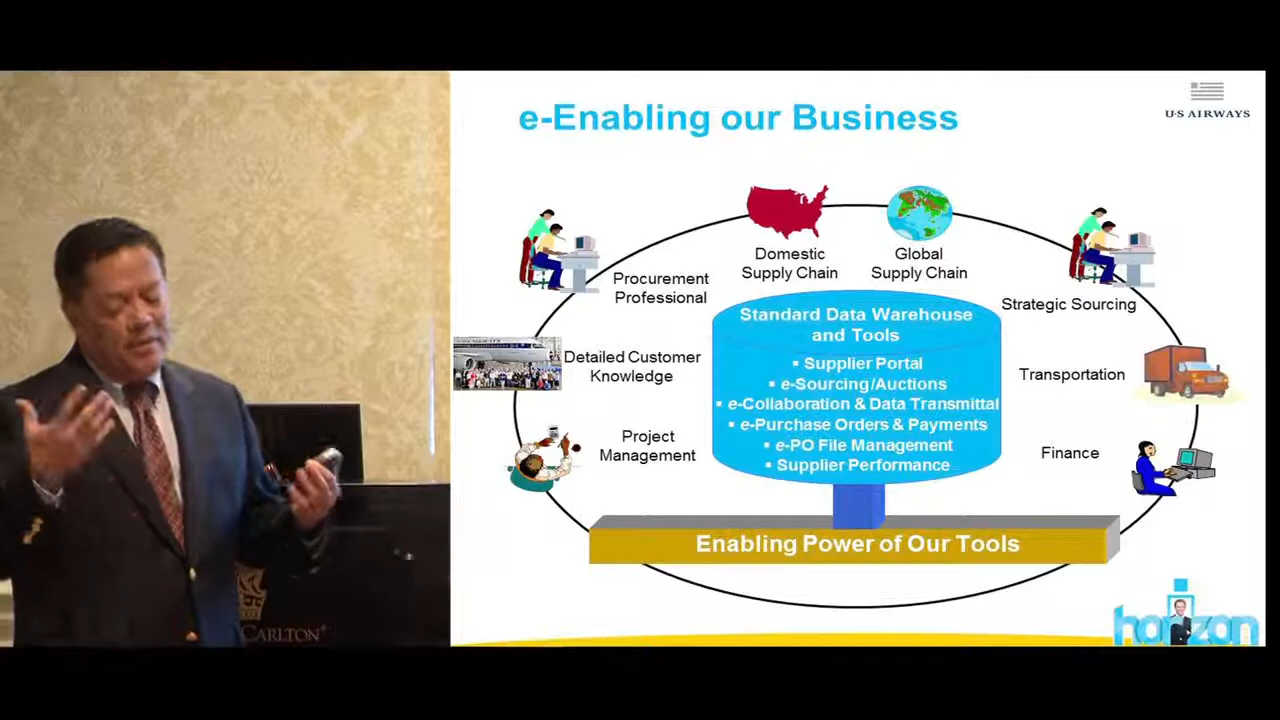 e-Enabling our Business
U·S AIRWAYS
Domestic
Supply Chain
Global
Supply Chain
Procurement
Professional
Strategic Sourcing
Detailed Customer
Knowledge
Transportation
Project
Management
Finance
Standard Data Warehouse
and Tools
▪ Supplier Portal
▪ e-Sourcing/Auctions
▪ e-Collaboration & Data Transmittal
▪ e-Purchase Orders & Payments
▪ e-PO File Management
▪ Supplier Performance
Enabling Power of Our Tools
horizon
CARLTON